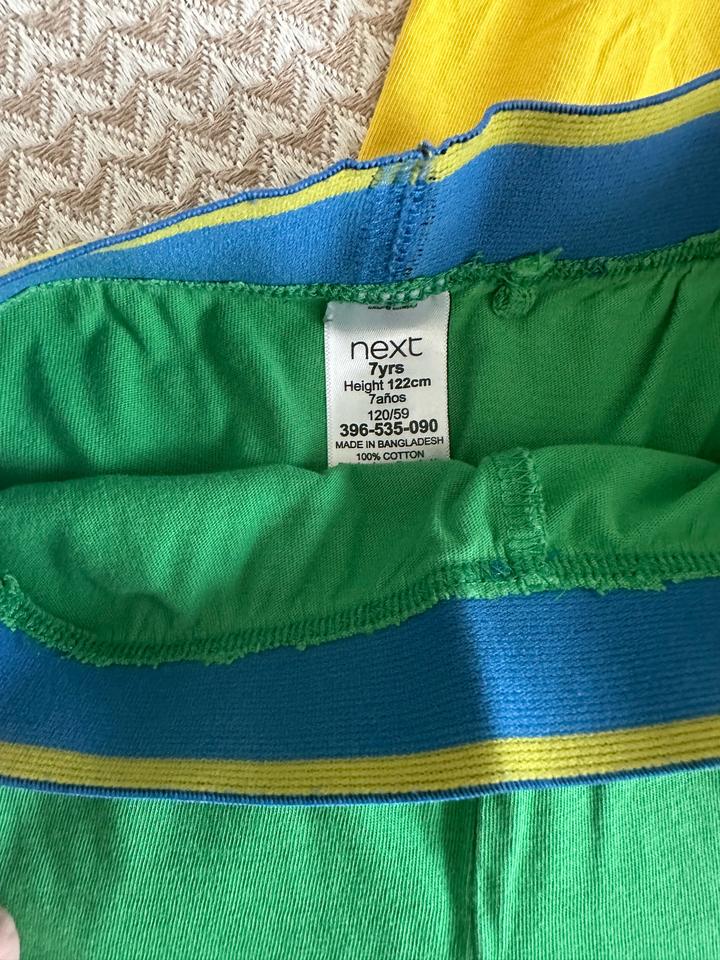 next
7yrs
Height 122cm
7años
120/59
396-535-090
MADE IN BANGLADESH
100% COTTON